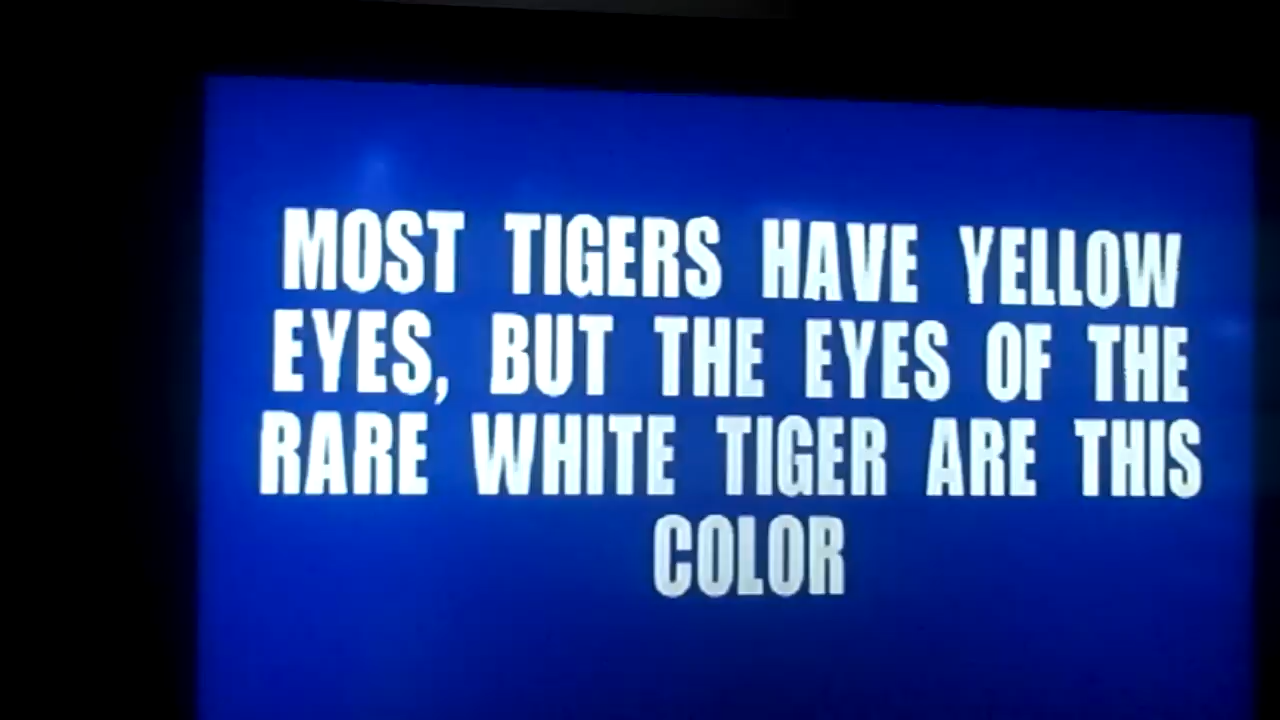 MOST TIGERS HAVE YELLOW
EYES, BUT THE EYES OF THE
RARE WHITE TIGER ARE THIS
COLOR